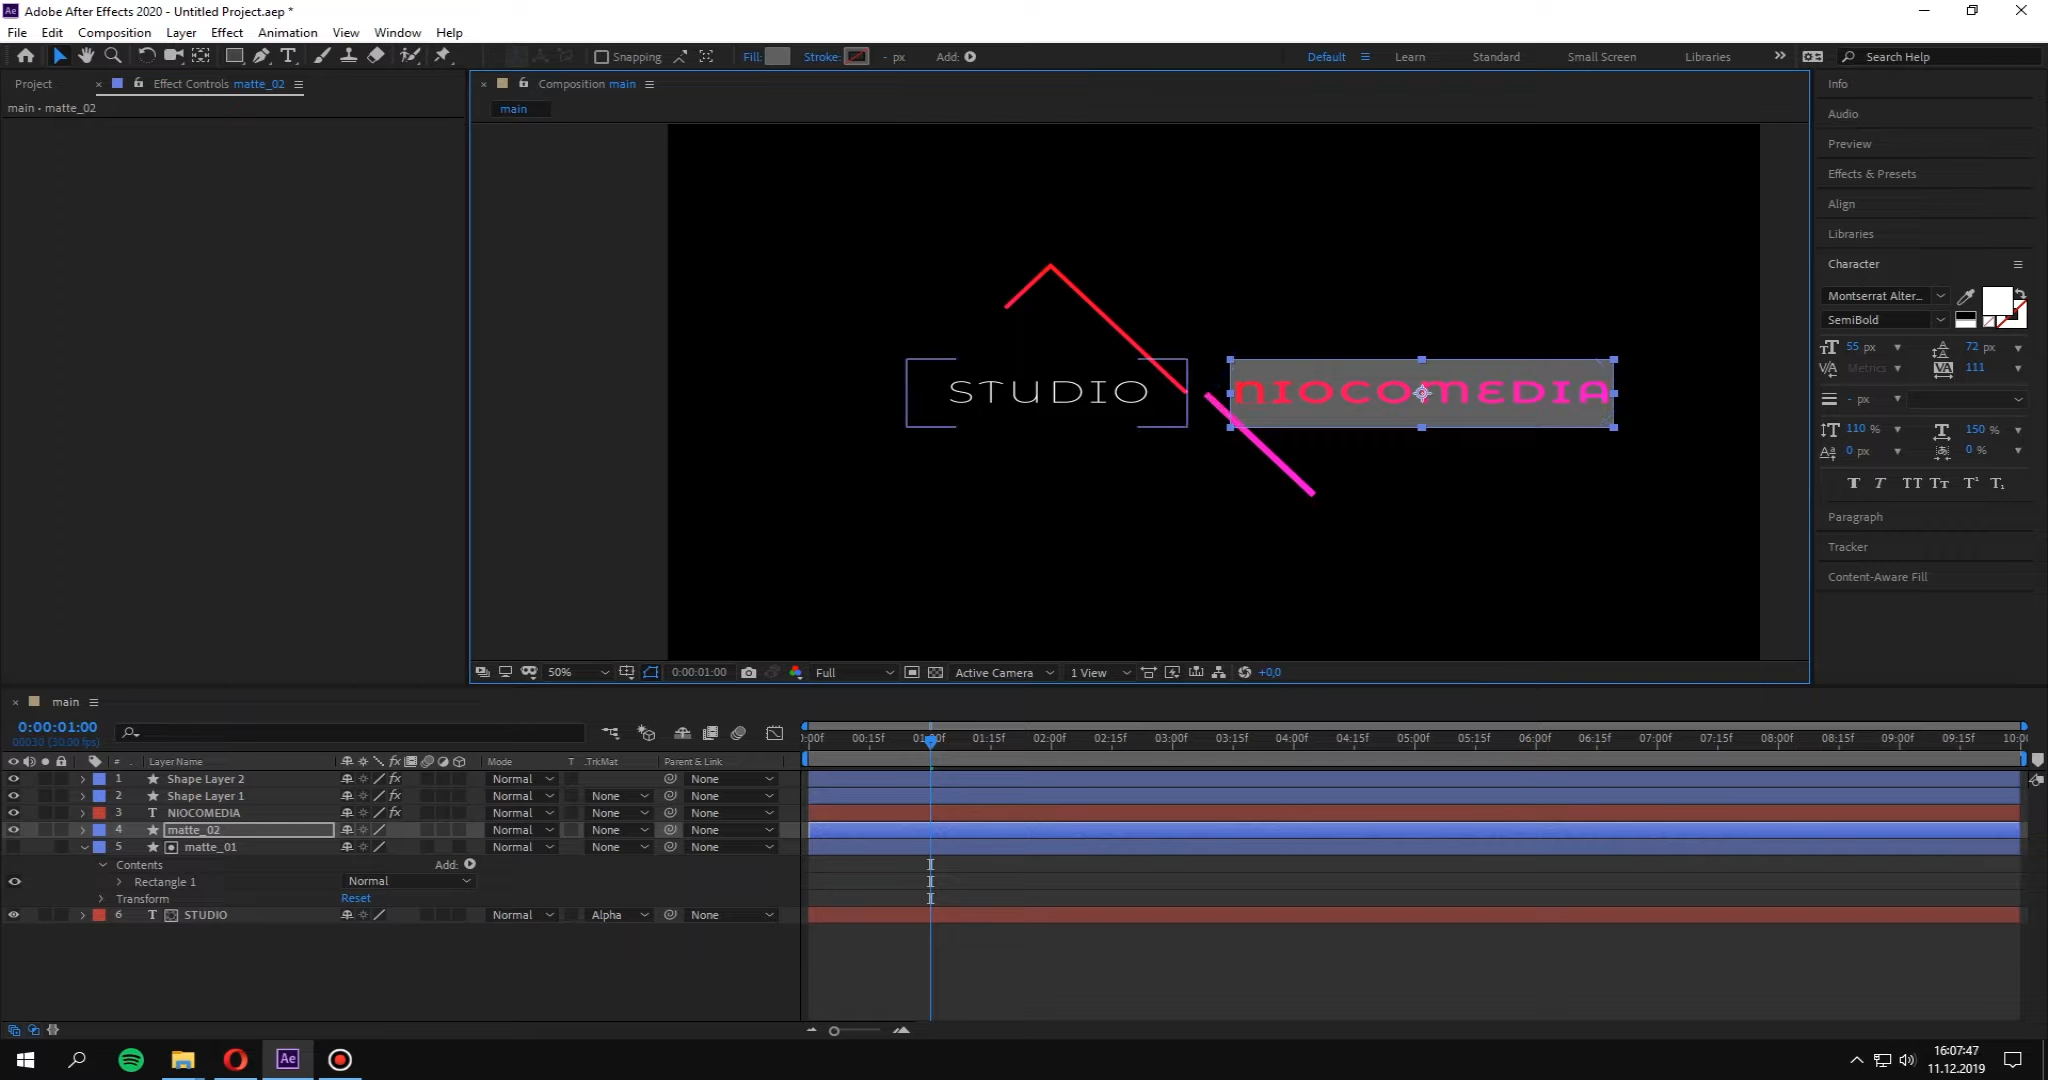 Ae Adobe After Effects 2020 - Untitled Project.aep *
File Edit Composition Layer Effect Animation View Window Help
Snapping Fill: Stroke: - px Add: Default Learn Standard Small Screen Libraries Search Help
Project Effect Controls matte_02 Composition main Info
main • matte_02 main Audio
Preview
Effects & Presets
Align
Libraries
Character
Montserrat Alter...
SemiBold
55 px 72 px
Metrics 111
- px
110 % 150 %
0 px 0 %
Paragraph
Tracker
Content-Aware Fill
STUDIO NIOCOMEDIA
50% 0:00:01:00 Full Active Camera 1 View +0,0
main
0:00:01:00
00030 (30.00 fps)
:00f 00:15f 01:00f 01:15f 02:00f 02:15f 03:00f 03:15f 04:00f 04:15f 05:00f 05:15f 06:00f 06:15f 07:00f 07:15f 08:00f 08:15f 09:00f 09:15f 10:00
# Layer Name Mode T .TrkMat Parent & Link
1 Shape Layer 2 fx Normal None
2 Shape Layer 1 fx Normal None None
3 T NIOCOMEDIA fx Normal None None
4 matte_02 Normal None None
5 matte_01 Normal None None
Contents Add:
Rectangle 1 Normal
Transform Reset
6 T STUDIO Normal Alpha None
Ae
16:07:47
11.12.2019